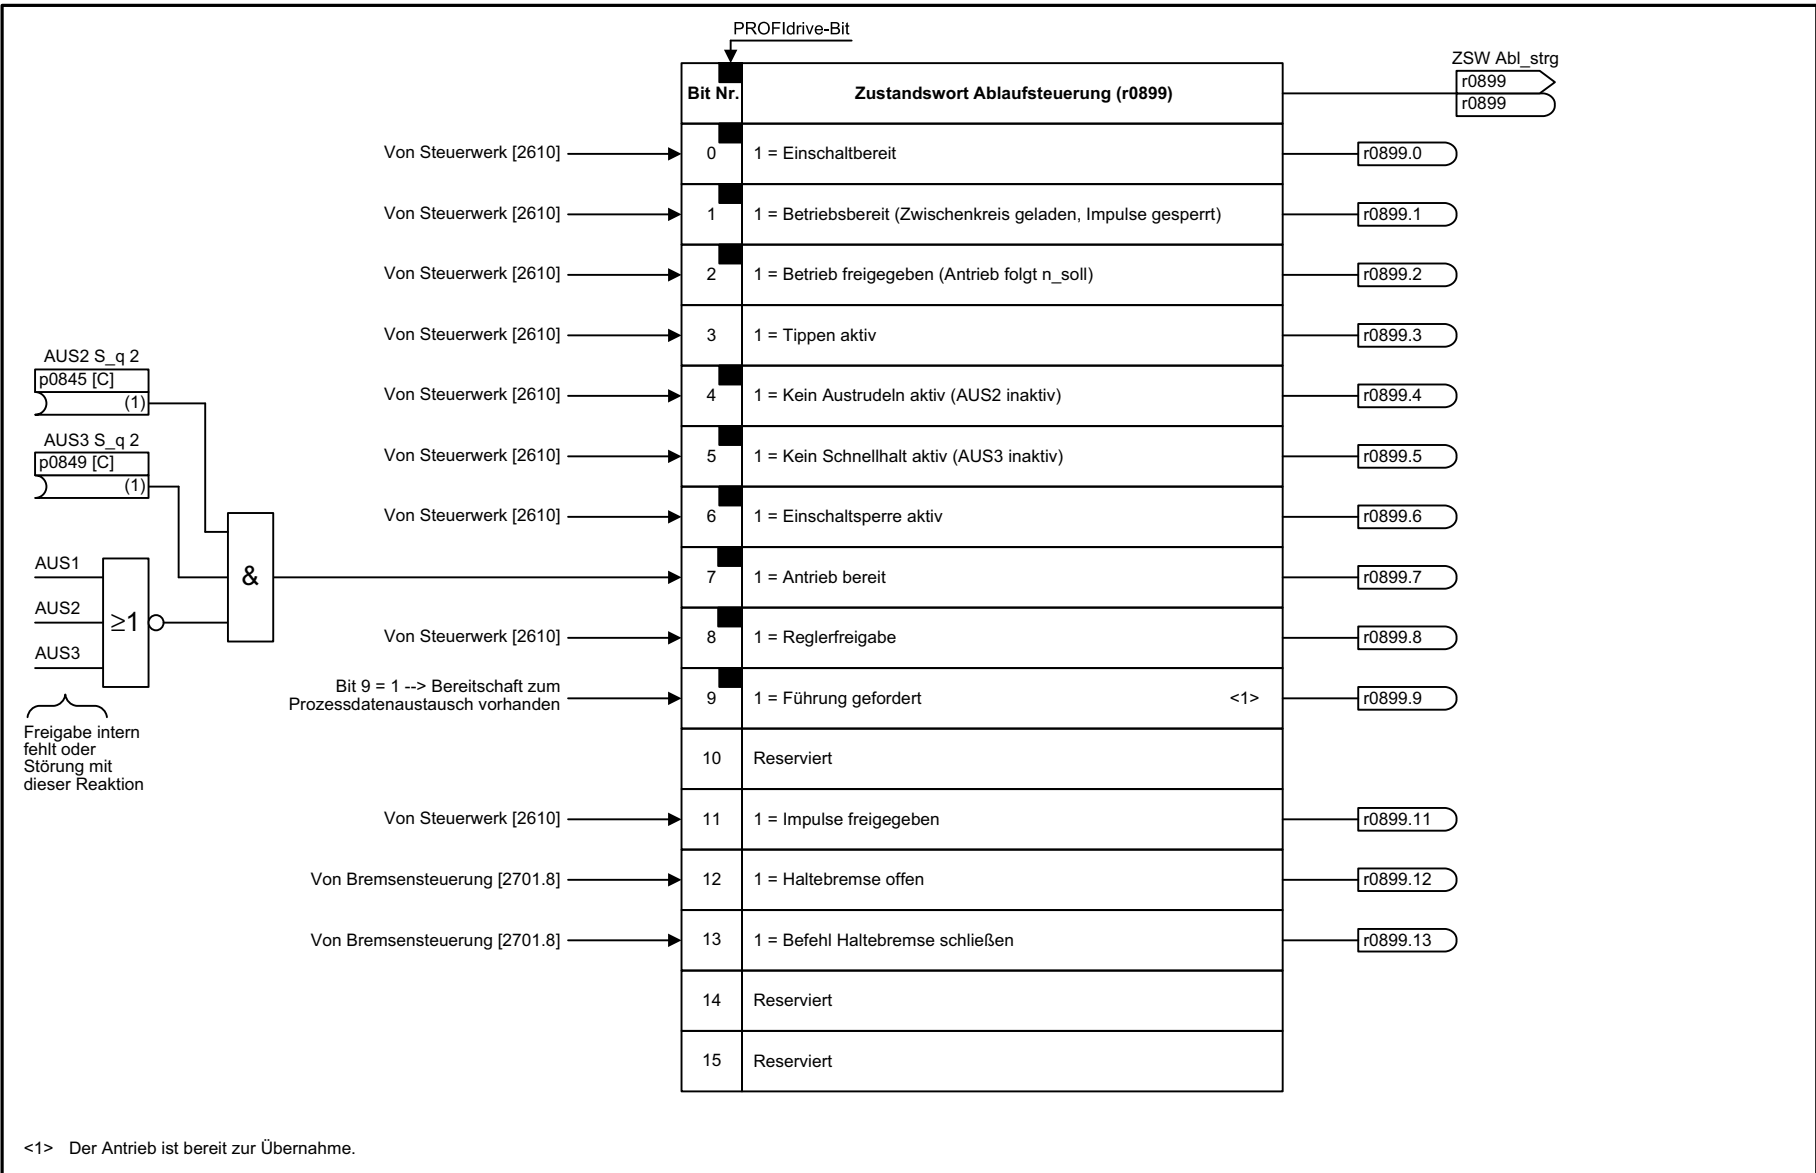 PROFIdrive-Bit
ZSW Abl_strg
r0899
r0899
Bit Nr. Zustandswort Ablaufsteuerung (r0899)
Von Steuerwerk [2610] 0 1 = Einschaltbereit r0899.0
Von Steuerwerk [2610] 1 1 = Betriebsbereit (Zwischenkreis geladen, Impulse gesperrt) r0899.1
Von Steuerwerk [2610] 2 1 = Betrieb freigegeben (Antrieb folgt n_soll) r0899.2
Von Steuerwerk [2610] 3 1 = Tippen aktiv r0899.3
AUS2 S_q 2
p0845 [C]
(1)
Von Steuerwerk [2610] 4 1 = Kein Austrudeln aktiv (AUS2 inaktiv) r0899.4
AUS3 S_q 2
p0849 [C]
(1)
Von Steuerwerk [2610] 5 1 = Kein Schnellhalt aktiv (AUS3 inaktiv) r0899.5
Von Steuerwerk [2610] 6 1 = Einschaltsperre aktiv r0899.6
AUS1
AUS2
AUS3
≥1
&
7 1 = Antrieb bereit r0899.7
Von Steuerwerk [2610] 8 1 = Reglerfreigabe r0899.8
Bit 9 = 1 --> Bereitschaft zum
Prozessdatenaustausch vorhanden
9 1 = Führung gefordert <1> r0899.9
Freigabe intern
fehlt oder
Störung mit
dieser Reaktion
10 Reserviert
Von Steuerwerk [2610] 11 1 = Impulse freigegeben r0899.11
Von Bremsensteuerung [2701.8] 12 1 = Haltebremse offen r0899.12
Von Bremsensteuerung [2701.8] 13 1 = Befehl Haltebremse schließen r0899.13
14 Reserviert
15 Reserviert
<1> Der Antrieb ist bereit zur Übernahme.